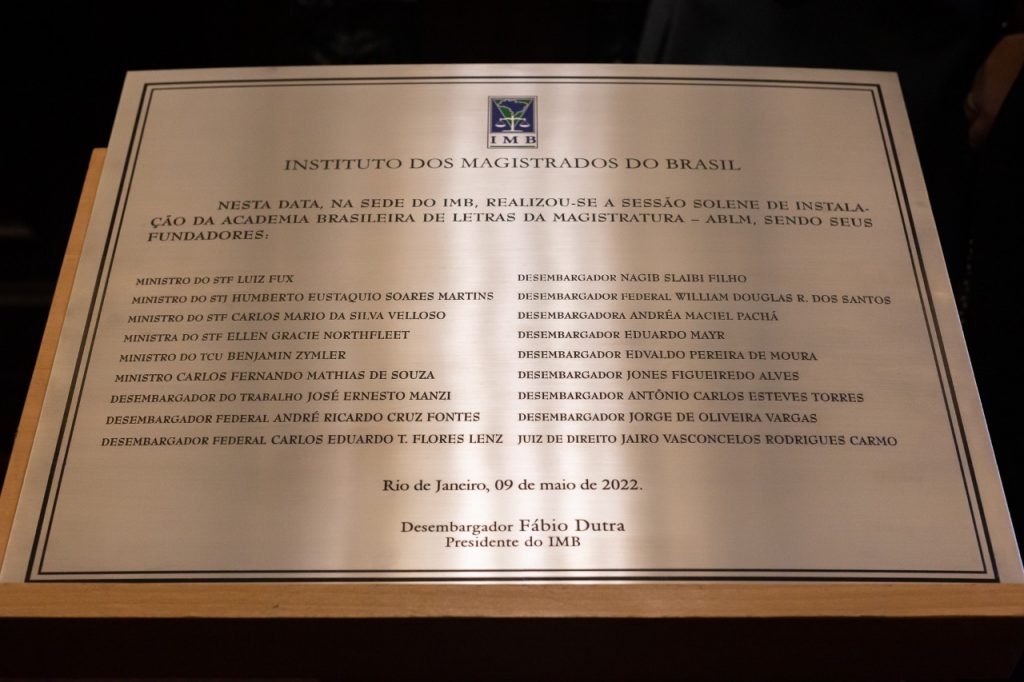 IMB
INSTITUTO DOS MAGISTRADOS DO BRASIL
NESTA DATA, NA SEDE DO IMB, REALIZOU-SE A SESSÃO SOLENE DE INSTALA-
ÇÃO DA ACADEMIA BRASILEIRA DE LETRAS DA MAGISTRATURA – ABLM, SENDO SEUS
FUNDADORES:
MINISTRO DO STF LUIZ FUX
MINISTRO DO STJ HUMBERTO EUSTAQUIO SOARES MARTINS
MINISTRO DO STF CARLOS MARIO DA SILVA VELLOSO
MINISTRA DO STF ELLEN GRACIE NORTHFLEET
MINISTRO DO TCU BENJAMIN ZYMLER
MINISTRO CARLOS FERNANDO MATHIAS DE SOUZA
DESEMBARGADOR DO TRABALHO JOSÉ ERNESTO MANZI
DESEMBARGADOR FEDERAL ANDRÉ RICARDO CRUZ FONTES
DESEMBARGADOR FEDERAL CARLOS EDUARDO T. FLORES LENZ
DESEMBARGADOR NAGIB SLAIBI FILHO
DESEMBARGADOR FEDERAL WILLIAM DOUGLAS R. DOS SANTOS
DESEMBARGADORA ANDRÉA MACIEL PACHÁ
DESEMBARGADOR EDUARDO MAYR
DESEMBARGADOR EDVALDO PEREIRA DE MOURA
DESEMBARGADOR JONES FIGUEIREDO ALVES
DESEMBARGADOR ANTÔNIO CARLOS ESTEVES TORRES
DESEMBARGADOR JORGE DE OLIVEIRA VARGAS
JUIZ DE DIREITO JAIRO VASCONCELOS RODRIGUES CARMO
Rio de Janeiro, 09 de maio de 2022.
Desembargador Fábio Dutra
Presidente do IMB